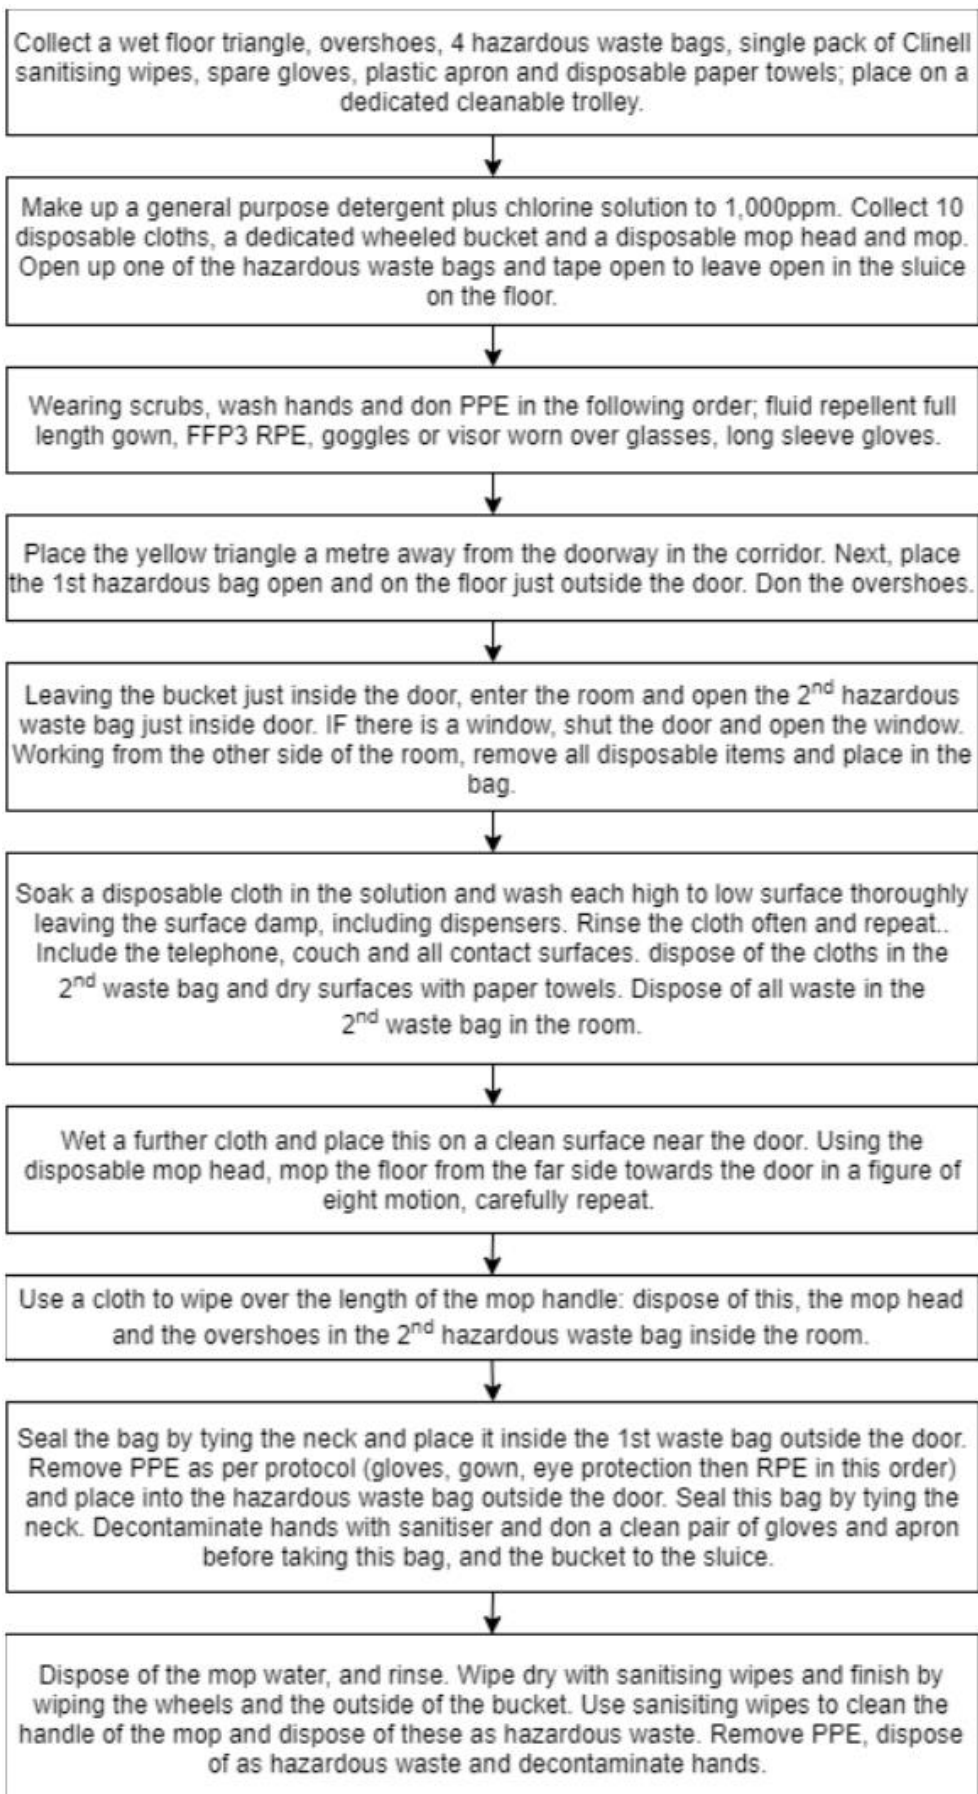 Collect a wet floor triangle, overshoes, 4 hazardous waste bags, single pack of Clinell
sanitising wipes, spare gloves, plastic apron and disposable paper towels; place on a
dedicated cleanable trolley.
Make up a general purpose detergent plus chlorine solution to 1,000ppm. Collect 10
disposable cloths, a dedicated wheeled bucket and a disposable mop head and mop.
Open up one of the hazardous waste bags and tape open to leave open in the sluice
on the floor.
Wearing scrubs, wash hands and don PPE in the following order; fluid repellent full
length gown, FFP3 RPE, goggles or visor worn over glasses, long sleeve gloves.
Place the yellow triangle a metre away from the doorway in the corridor. Next, place
the 1st hazardous bag open and on the floor just outside the door. Don the overshoes.
Leaving the bucket just inside the door, enter the room and open the 2nd hazardous
waste bag just inside door. IF there is a window, shut the door and open the window.
Working from the other side of the room, remove all disposable items and place in the
bag.
Soak a disposable cloth in the solution and wash each high to low surface thoroughly
leaving the surface damp, including dispensers. Rinse the cloth often and repeat..
Include the telephone, couch and all contact surfaces. dispose of the cloths in the
2nd waste bag and dry surfaces with paper towels. Dispose of all waste in the
2nd waste bag in the room.
Wet a further cloth and place this on a clean surface near the door. Using the
disposable mop head, mop the floor from the far side towards the door in a figure of
eight motion, carefully repeat.
Use a cloth to wipe over the length of the mop handle: dispose of this, the mop head
and the overshoes in the 2nd hazardous waste bag inside the room.
Seal the bag by tying the neck and place it inside the 1st waste bag outside the door.
Remove PPE as per protocol (gloves, gown, eye protection then RPE in this order)
and place into the hazardous waste bag outside the door. Seal this bag by tying the
neck. Decontaminate hands with sanitiser and don a clean pair of gloves and apron
before taking this bag, and the bucket to the sluice.
Dispose of the mop water, and rinse. Wipe dry with sanitising wipes and finish by
wiping the wheels and the outside of the bucket. Use sanisiting wipes to clean the
handle of the mop and dispose of these as hazardous waste. Remove PPE, dispose
of as hazardous waste and decontaminate hands.